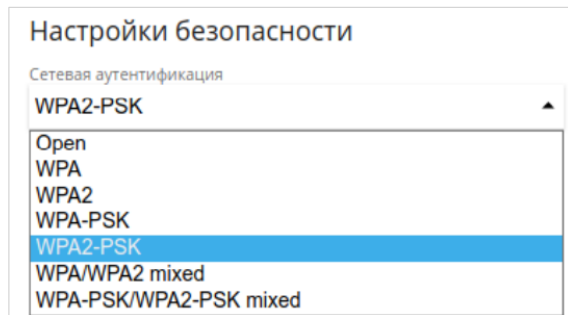 Настройки безопасности
Сетевая аутентификация
WPA2-PSK
Open
WPA
WPA2
WPA-PSK
WPA2-PSK
WPA/WPA2 mixed
WPA-PSK/WPA2-PSK mixed